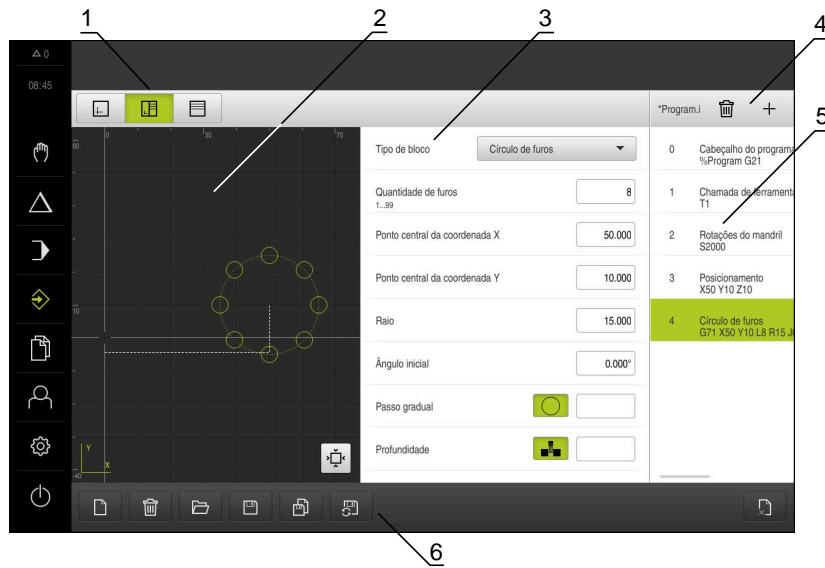 1
2
3
4
5
6
0
08:45
0
30
70
60
10
-40
Y
X
Tipo de bloco
Círculo de furos
Quantidade de furos
1...99
8
Ponto central da coordenada X
50.000
Ponto central da coordenada Y
10.000
Raio
15.000
Ângulo inicial
0.000°
Passo gradual
Profundidade
*Program.i
0 Cabeçalho do programa
%Program G21
1 Chamada de ferramenta
T1
2 Rotações do mandril
S2000
3 Posicionamento
X50 Y10 Z10
4 Círculo de furos
G71 X50 Y10 L8 R15